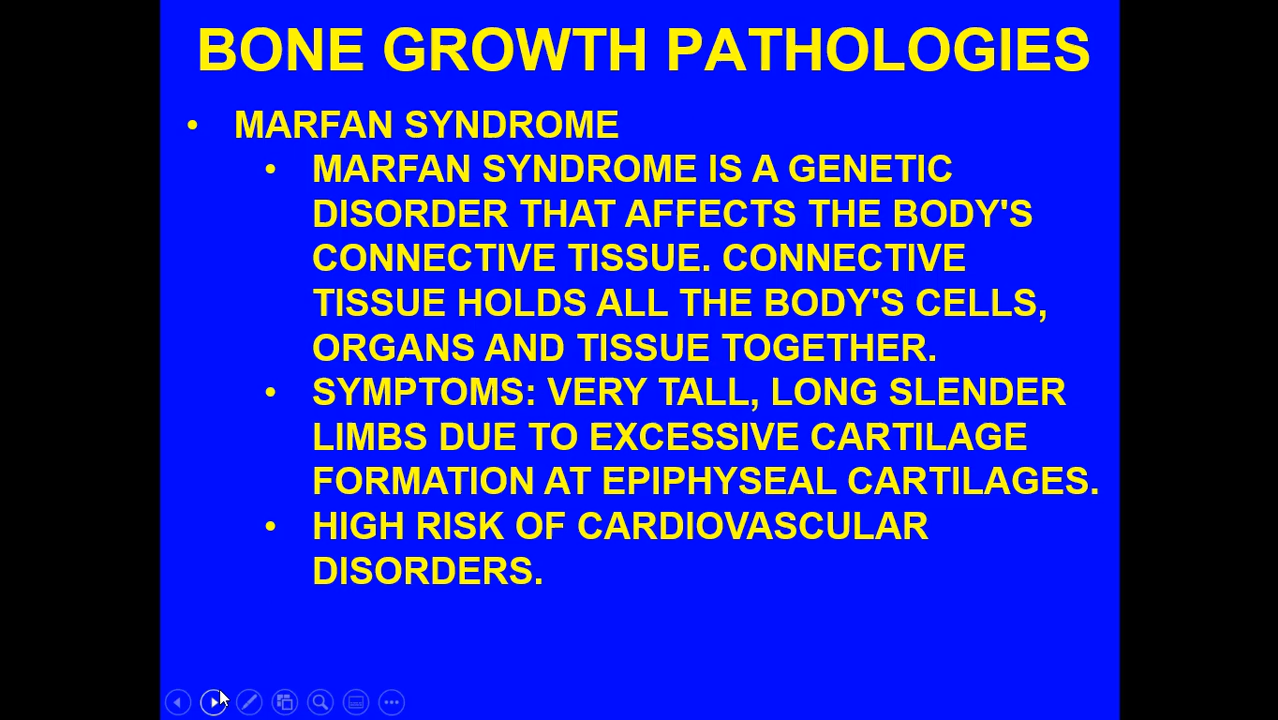 BONE GROWTH PATHOLOGIES
• MARFAN SYNDROME
• MARFAN SYNDROME IS A GENETIC
DISORDER THAT AFFECTS THE BODY'S
CONNECTIVE TISSUE. CONNECTIVE
TISSUE HOLDS ALL THE BODY'S CELLS,
ORGANS AND TISSUE TOGETHER.
• SYMPTOMS: VERY TALL, LONG SLENDER
LIMBS DUE TO EXCESSIVE CARTILAGE
FORMATION AT EPIPHYSEAL CARTILAGES.
• HIGH RISK OF CARDIOVASCULAR
DISORDERS.